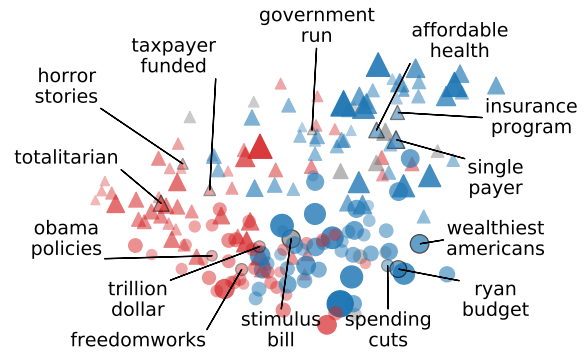 government
run
affordable
health
taxpayer
funded
horror
stories
insurance
program
totalitarian
single
payer
obama
policies
wealthiest
americans
trillion
dollar
ryan
budget
freedomworks
stimulus
bill
spending
cuts